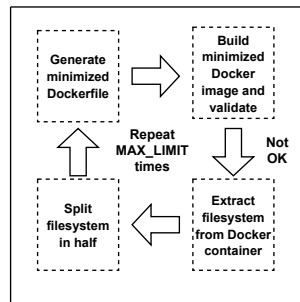 Generate
minimized
Dockerfile
Build
minimized
Docker
image and
validate
Repeat
MAX_LIMIT
times
Not
OK
Split
filesystem
in half
Extract
filesystem
from Docker
container